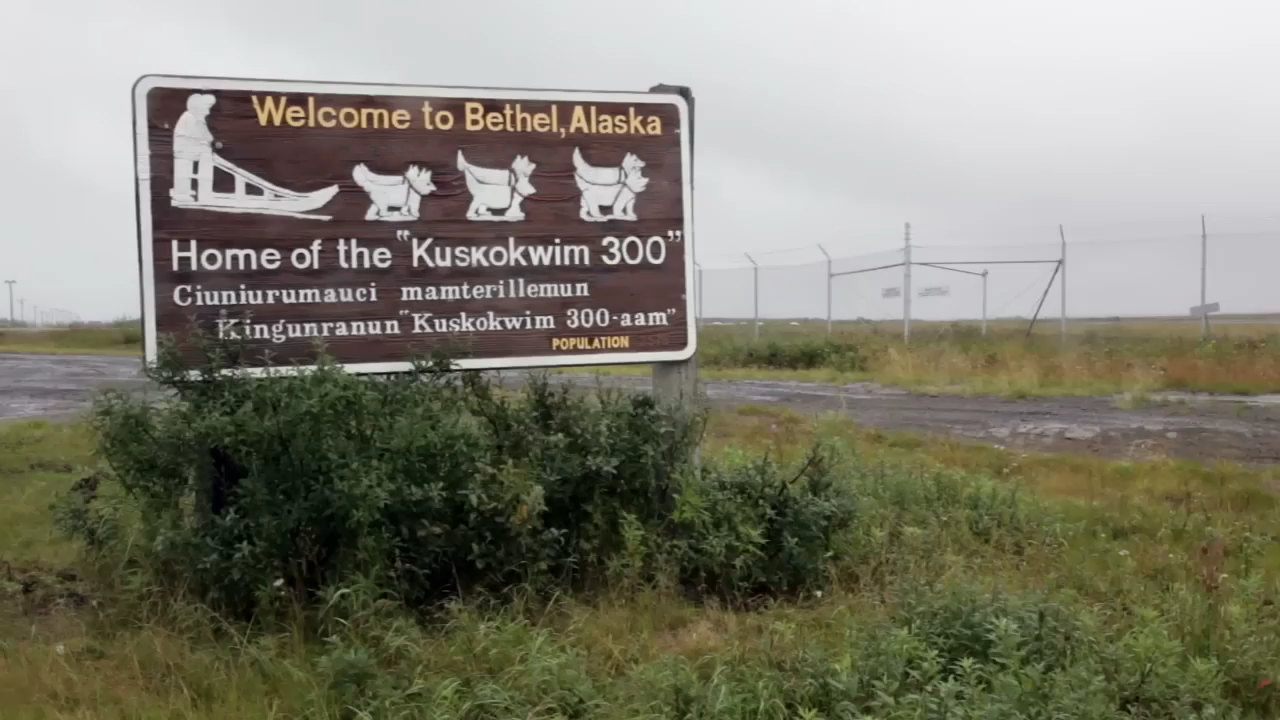 Welcome to Bethel, Alaska
Home of the "Kuskokwim 300"
Ciuniurumauci mamterillemun
Kingunranun "Kuskokwim 300-aam"
POPULATION